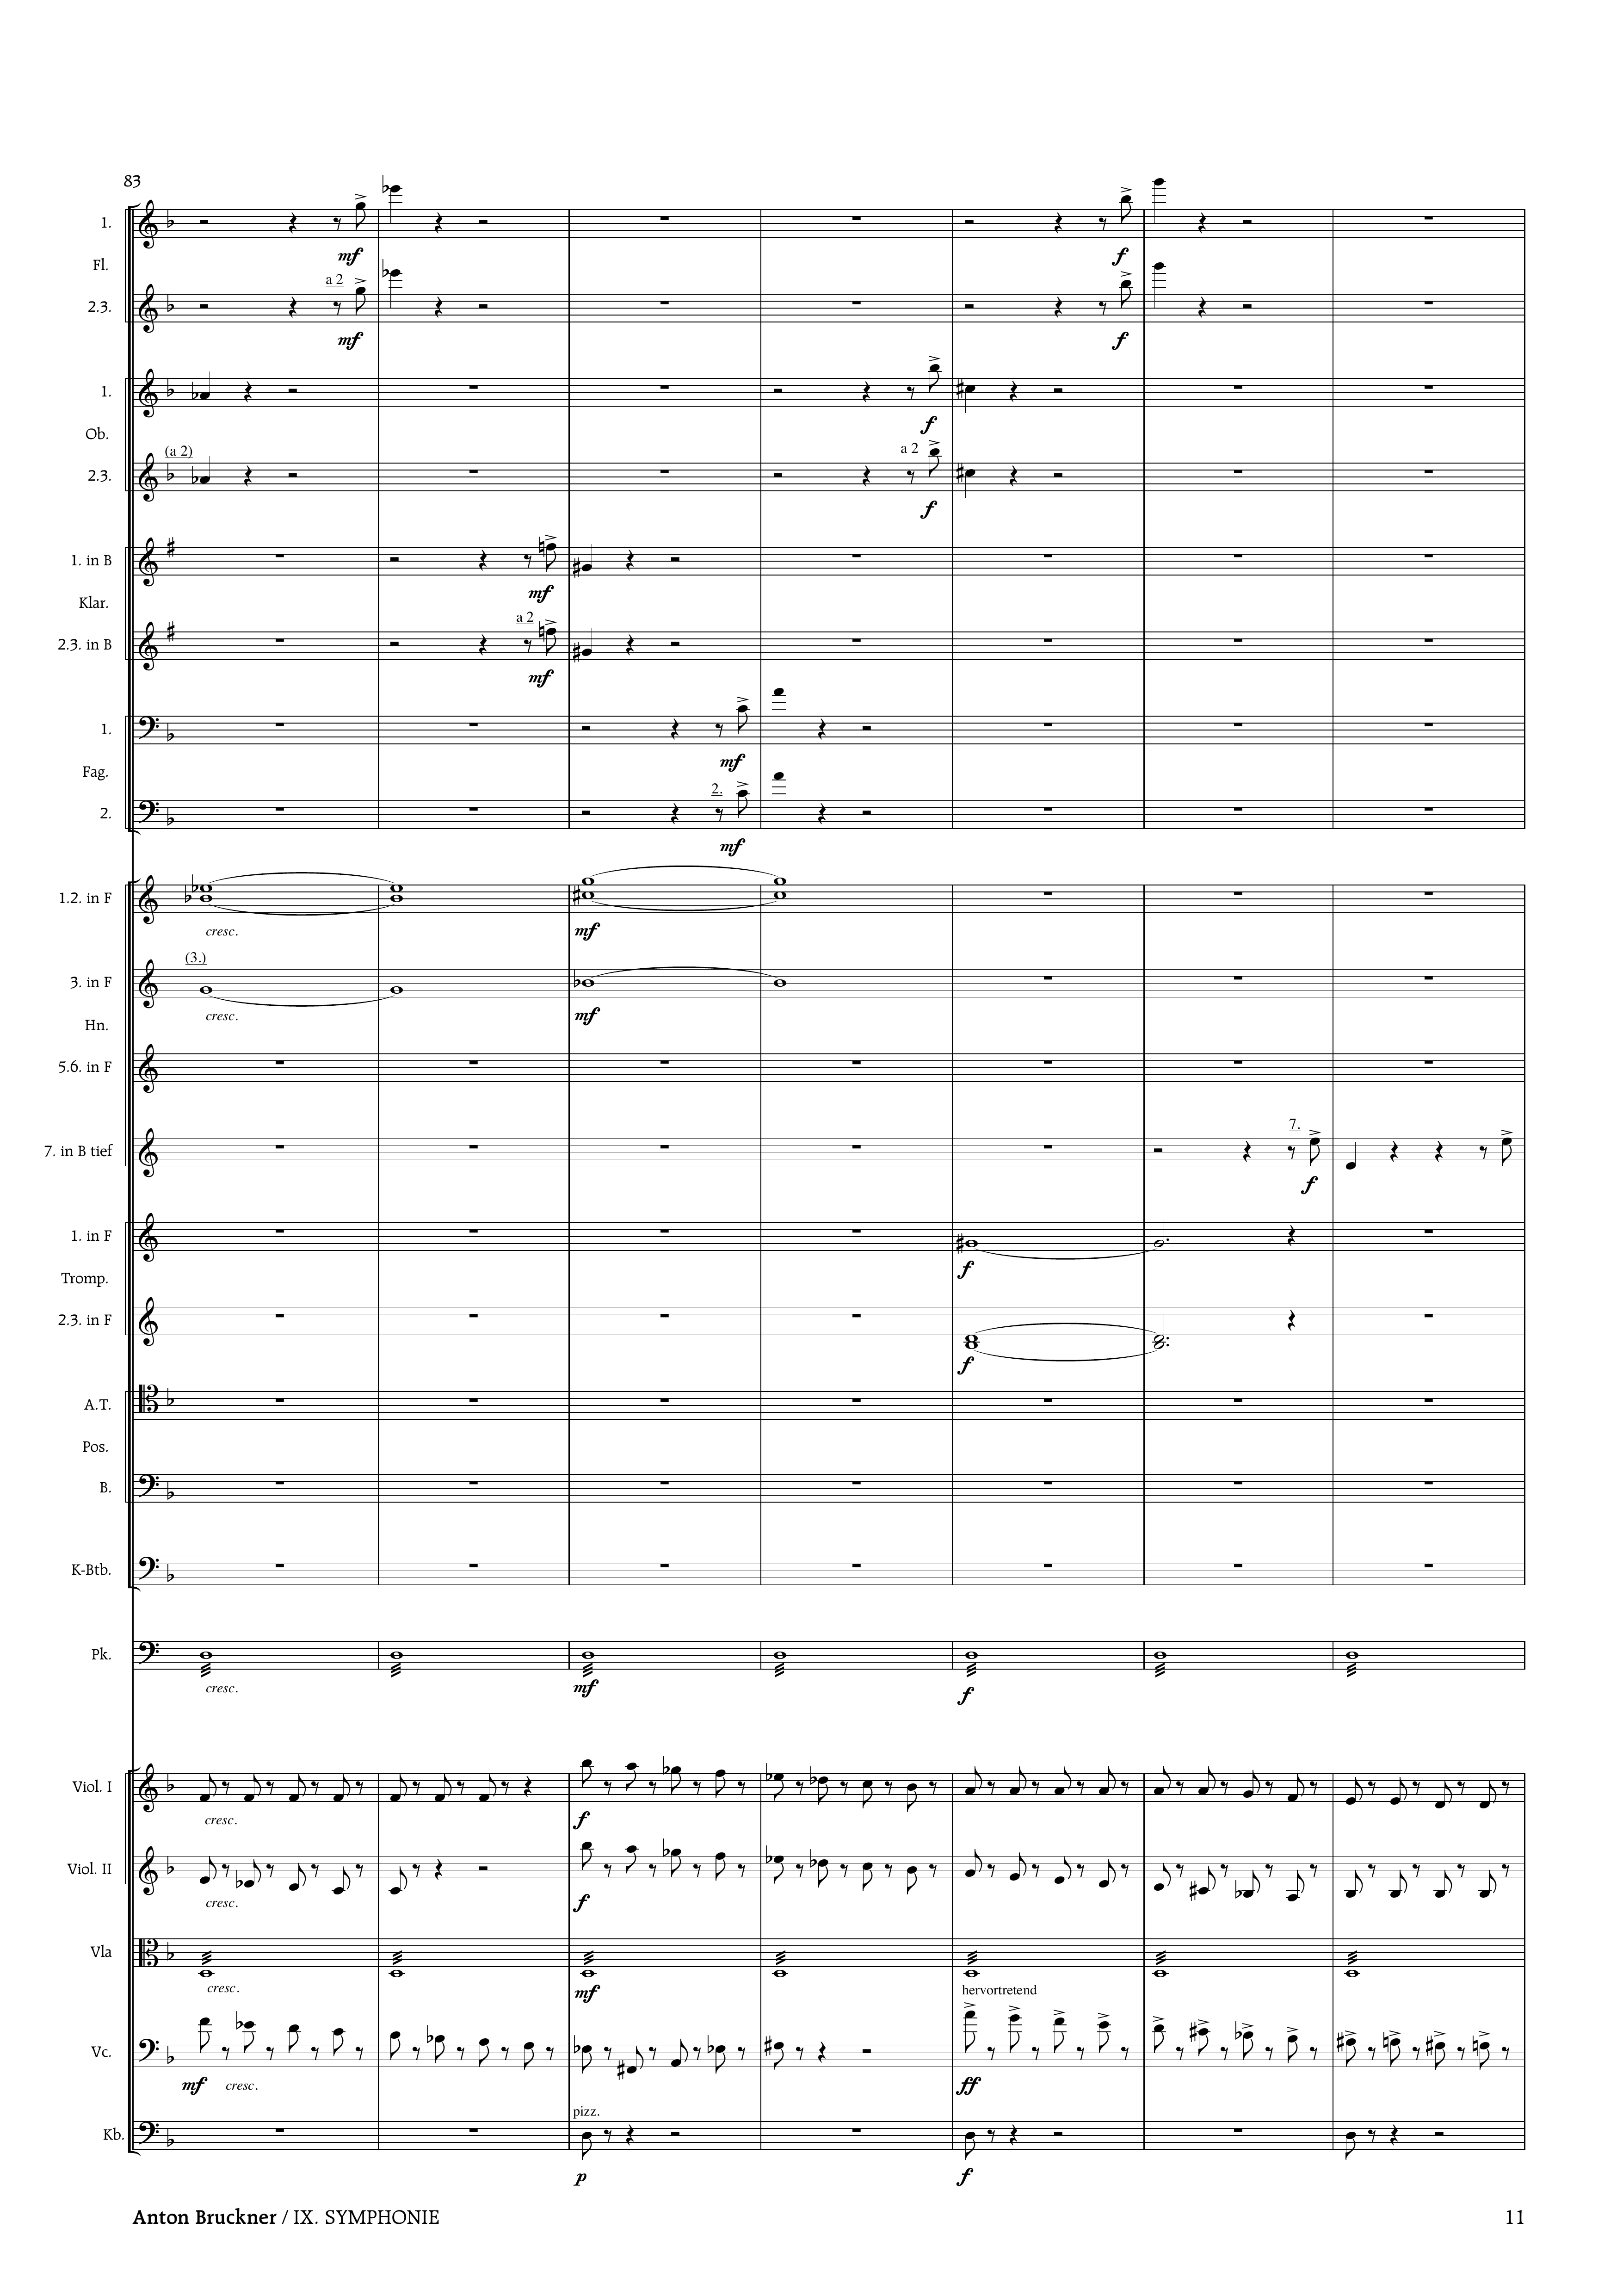 83
1.
mf f
Fl.
a 2
2.3.
mf f
1.
f
Ob.
(a 2) a 2
2.3.
f
1. in B
mf
Klar.
a 2
2.3. in B
mf
1.
mf
Fag.
2.
2.
mf
1.2. in F
cresc. mf
(3.)
3. in F
cresc. mf
Hn.
5.6. in F
7.
7. in B tief
f
1. in F
f
Tromp.
2.3. in F
f
A.T.
Pos.
B.
K-Btb.
Pk.
cresc. mf f
Viol. I
cresc. f
Viol. II
cresc. f
Vla
cresc. mf
hervortretend
Vc.
mf cresc. ff
pizz.
Kb.
p f
Anton Bruckner / IX. SYMPHONIE 11